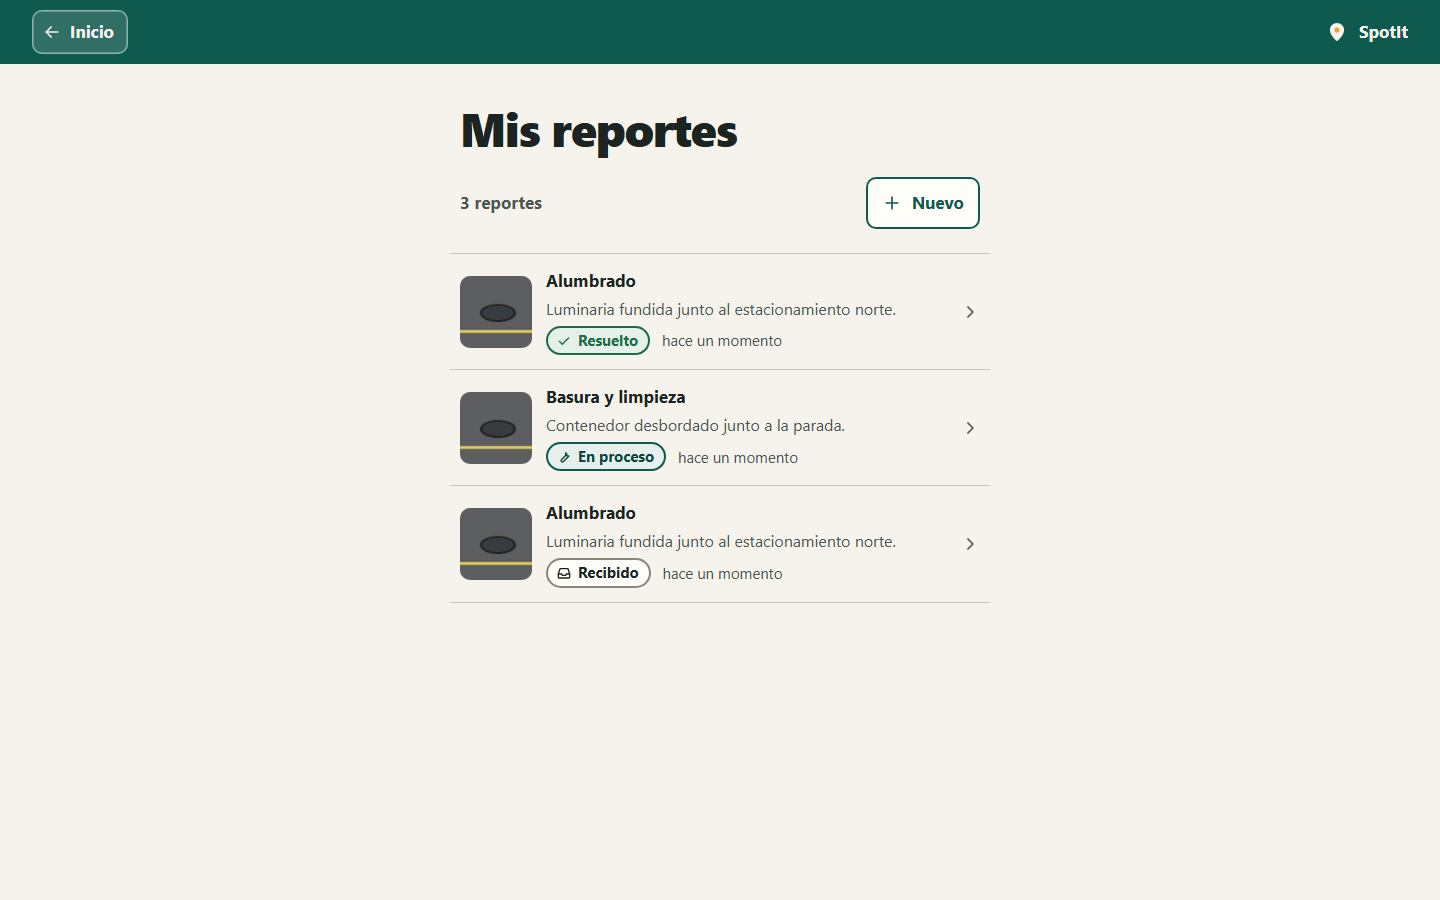 Inicio
SpotIt
Mis reportes
3 reportes
Nuevo
Alumbrado
Luminaria fundida junto al estacionamiento norte.
Resuelto hace un momento
Basura y limpieza
Contenedor desbordado junto a la parada.
En proceso hace un momento
Alumbrado
Luminaria fundida junto al estacionamiento norte.
Recibido hace un momento